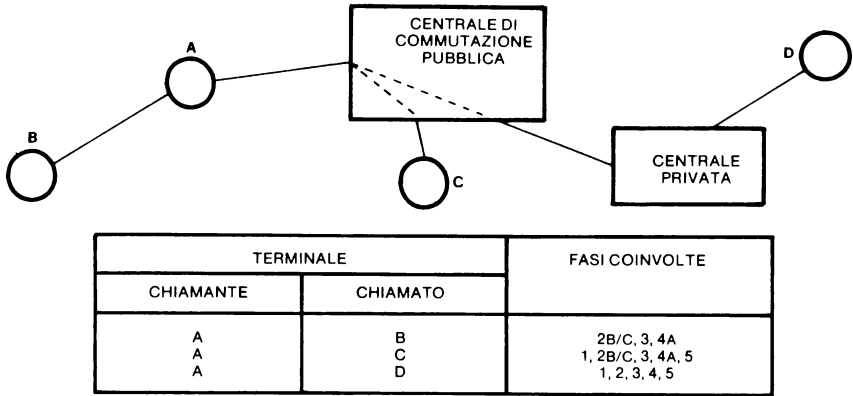 CENTRALE DI
COMMUTAZIONE
PUBBLICA
A
B
C
D
CENTRALE
PRIVATA
TERMINALE FASI COINVOLTE
CHIAMANTE CHIAMATO
A B 2B/C, 3, 4A
A C 1, 2B/C, 3, 4A, 5
A D 1, 2, 3, 4, 5